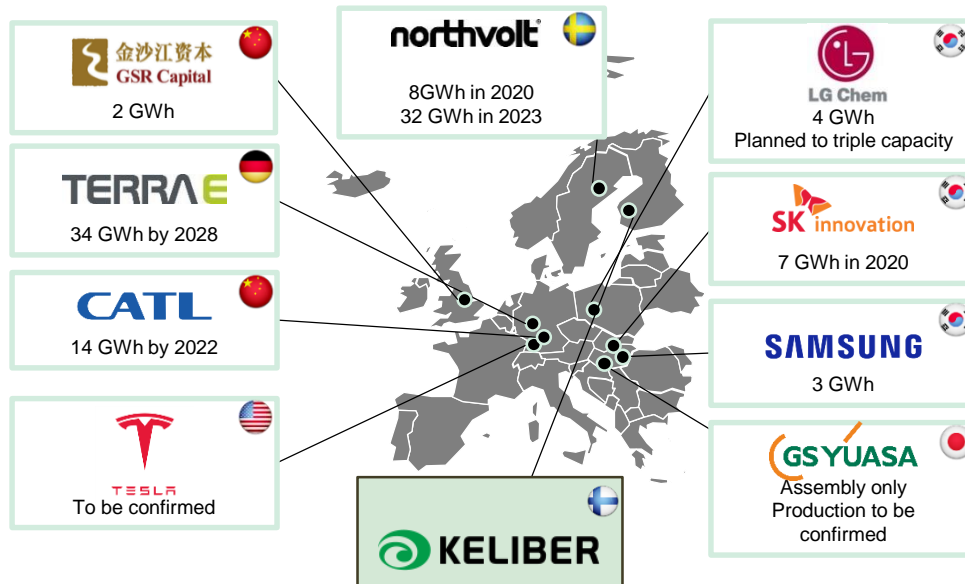 金沙江资本
GSR Capital
2 GWh
TERRA E
34 GWh by 2028
CATL
14 GWh by 2022
TESLA
To be confirmed
northvolt
8GWh in 2020
32 GWh in 2023
KELIBER
LG
LG Chem
4 GWh
Planned to triple capacity
SK innovation
7 GWh in 2020
SAMSUNG
3 GWh
GS YUASA
Assembly only
Production to be
confirmed